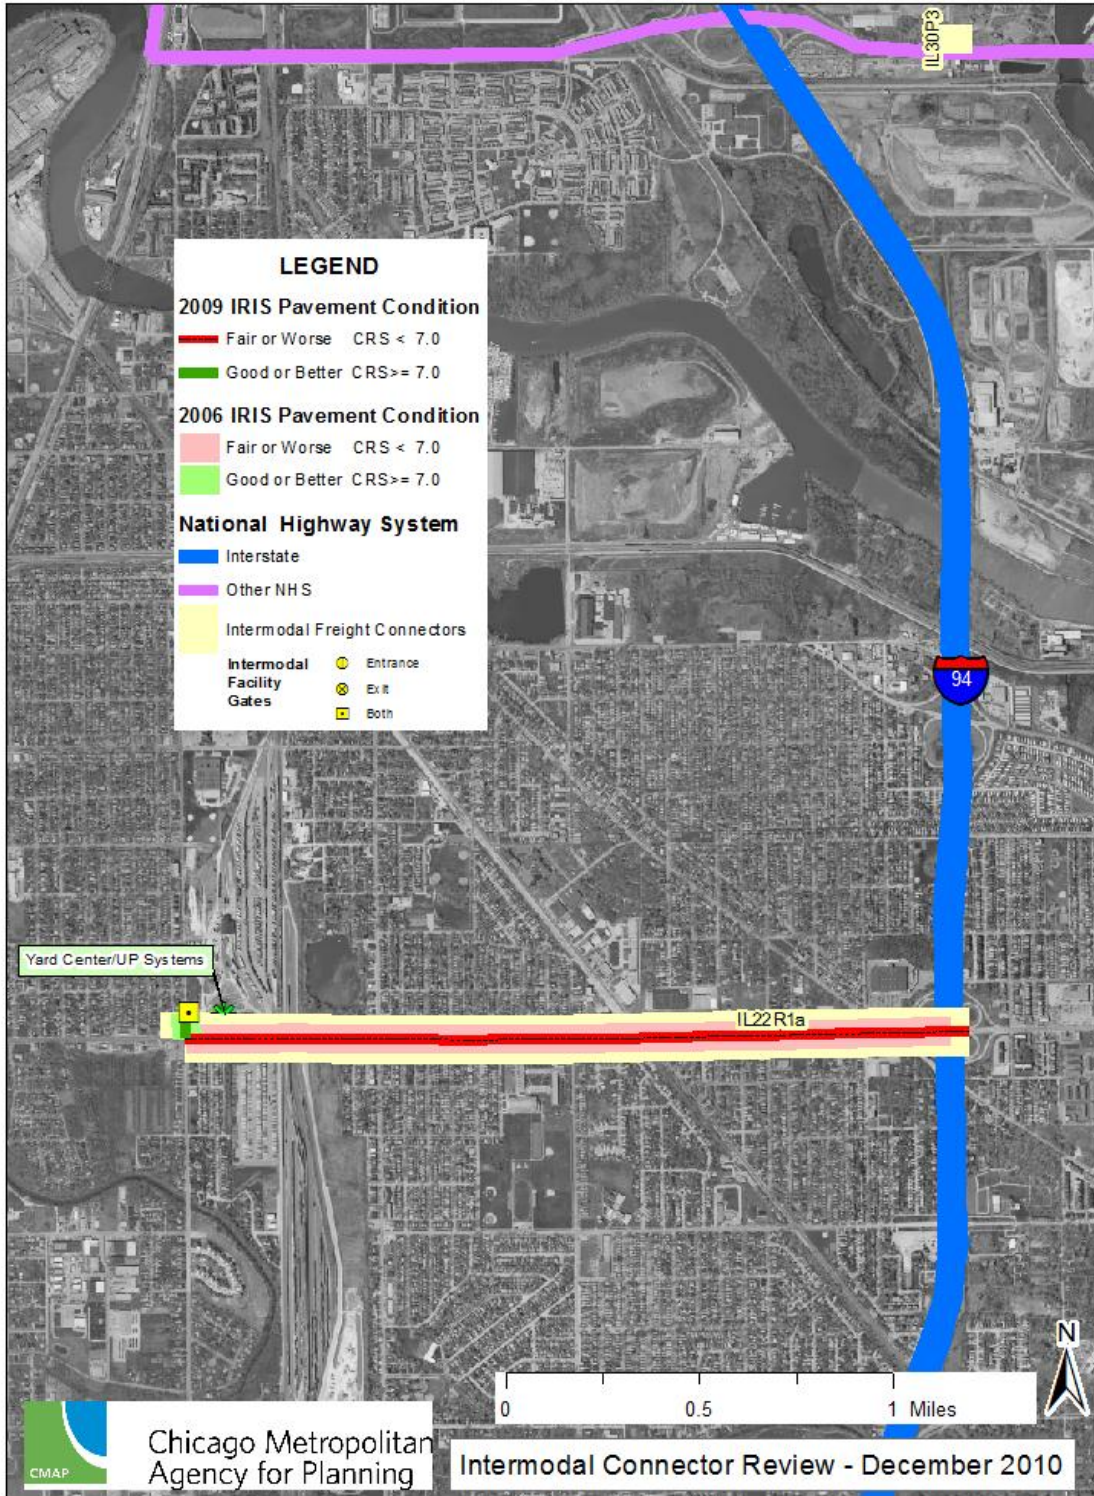 IL30P3
LEGEND
2009 IRIS Pavement Condition
Fair or Worse CRS < 7.0
Good or Better CRS>= 7.0
2006 IRIS Pavement Condition
Fair or Worse CRS < 7.0
Good or Better CRS>= 7.0
National Highway System
Interstate
Other NHS
Intermodal Freight Connectors
Intermodal
Facility
Gates
Entrance
Exit
Both
94
Yard Center/UP Systems
IL22R1a
N
0 0.5 1 Miles
CMAP
Chicago Metropolitan
Agency for Planning
Intermodal Connector Review - December 2010